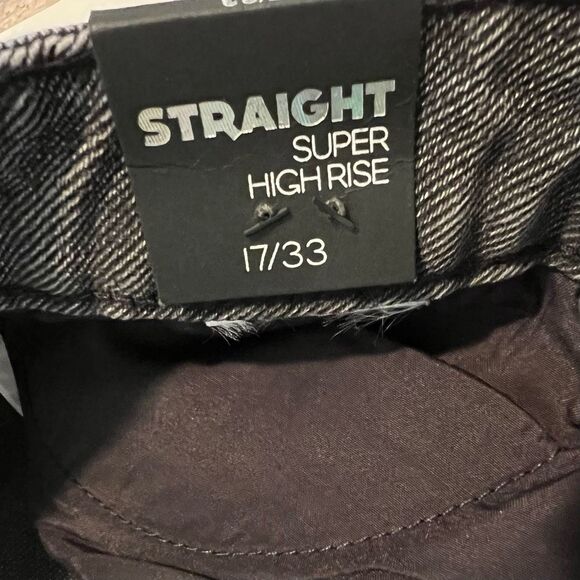 STRAIGHT
SUPER
HIGH RISE
17/33